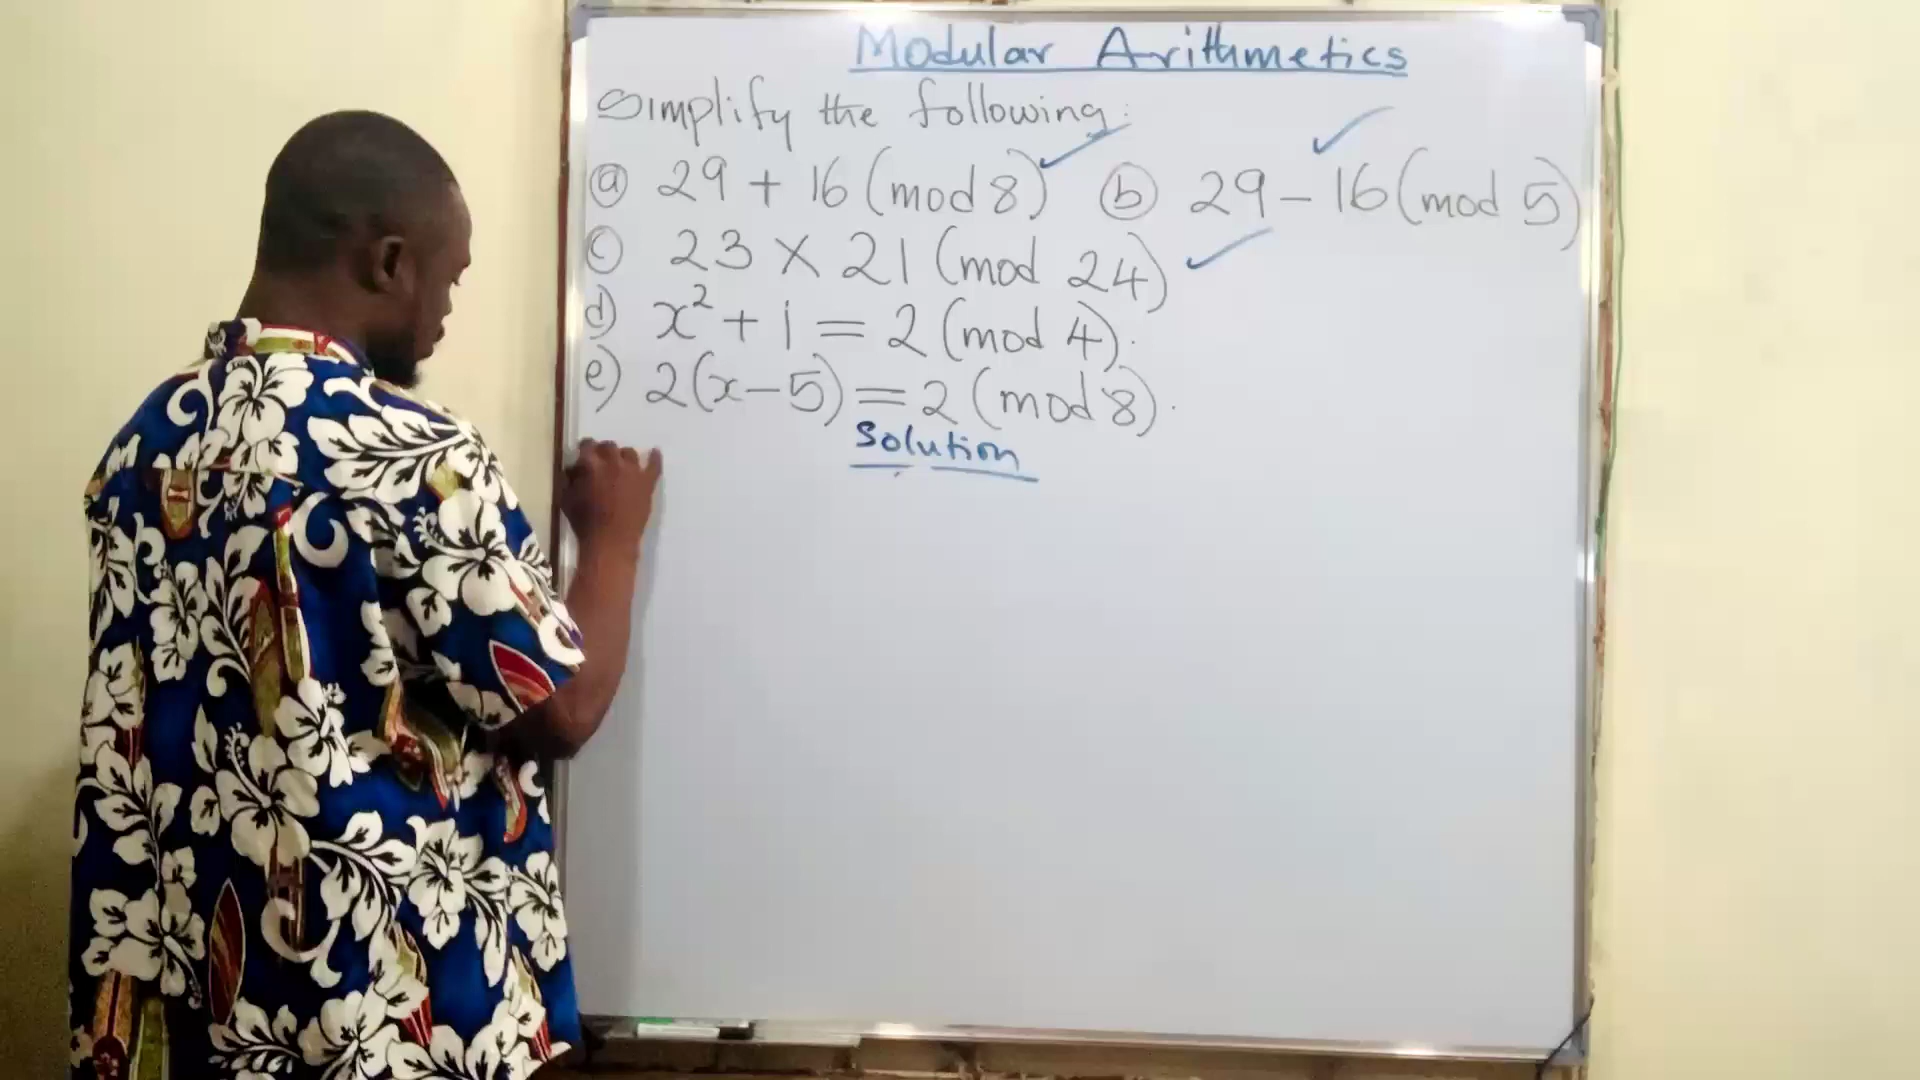 Modular Arithmetics
Simplify the following:
ⓐ 29 + 16 (mod 8) ✓ ⓑ 29 – 16 (mod 5) ✓
ⓒ 23 × 21 (mod 24) ✓
d) x² + 1 = 2 (mod 4).
e) 2(x – 5) = 2 (mod 8).
Solution